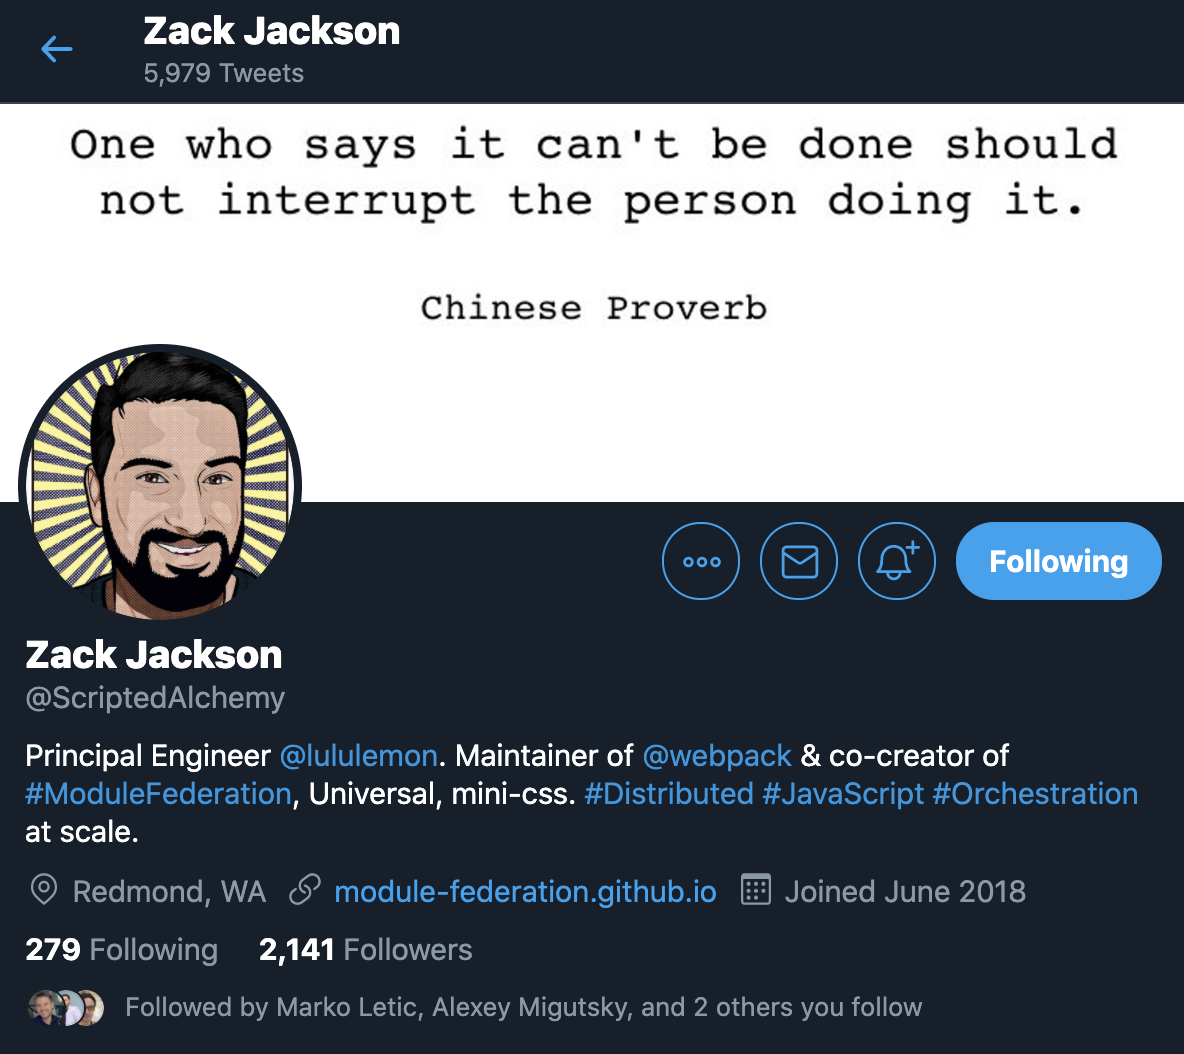 Zack Jackson
5,979 Tweets
One who says it can't be done should
not interrupt the person doing it.
Chinese Proverb
Following
Zack Jackson
@ScriptedAlchemy
Principal Engineer @lululemon. Maintainer of @webpack & co-creator of
#ModuleFederation, Universal, mini-css. #Distributed #JavaScript #Orchestration
at scale.
Redmond, WA module-federation.github.io Joined June 2018
279 Following 2,141 Followers
Followed by Marko Letic, Alexey Migutsky, and 2 others you follow